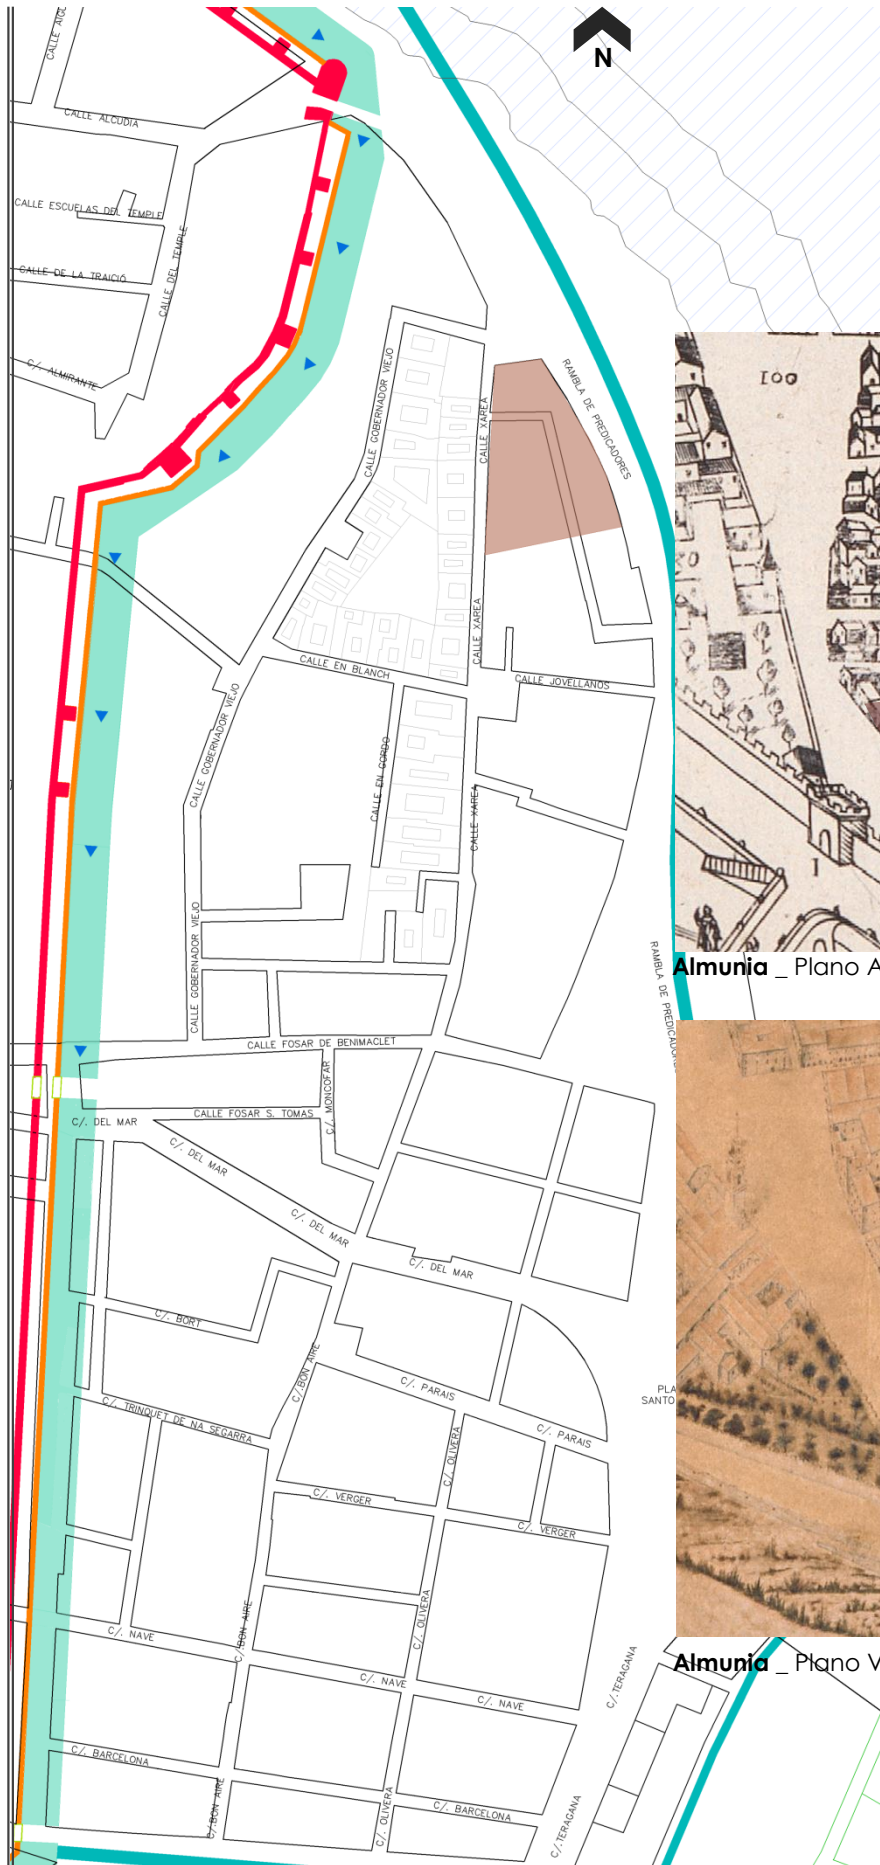 N
CALLE ALCUDIA
CALLE ESCUELAS DEL TEMPLE
CALLE DE LA TRAICIÓ
CALLE DEL TEMPLE
C/. ALMIRANTE
CALLE GOBERNADOR VIEJO
CALLE XAREA
RAMBLA DE PREDICADORES
100
CALLE XAREA
CALLE EN BLANCH
CALLE JOVELLANOS
CALLE GOBERNADOR VIEJO
CALLE EN GORDO
CALLE XAREA
I
CALLE GOBERNADOR VIEJO
Almunia _ Plano A
CALLE FOSAR DE BENIMACLET
C/. MONCOFAR
CALLE FOSAR S. TOMAS
C/. DEL MAR
C/. DEL MAR
C/. DEL MAR
C/. DEL MAR
C/. BORT
C/.BON AIRE
C/. PARAIS
PLA
SANTO
C/. TRINQUET DE NA SEGARRA
C/. PARAIS
C/. OLIVERA
C/. VERGER
C/. VERGER
C/.BON AIRE
C/. OLIVERA
C/. NAVE
C/. NAVE
C/. NAVE
C/.TERAGANA
Almunia _ Plano V
C/. BARCELONA
C/.BON AIRE
C/. OLIVERA
C/. BARCELONA
C/.TERAGANA